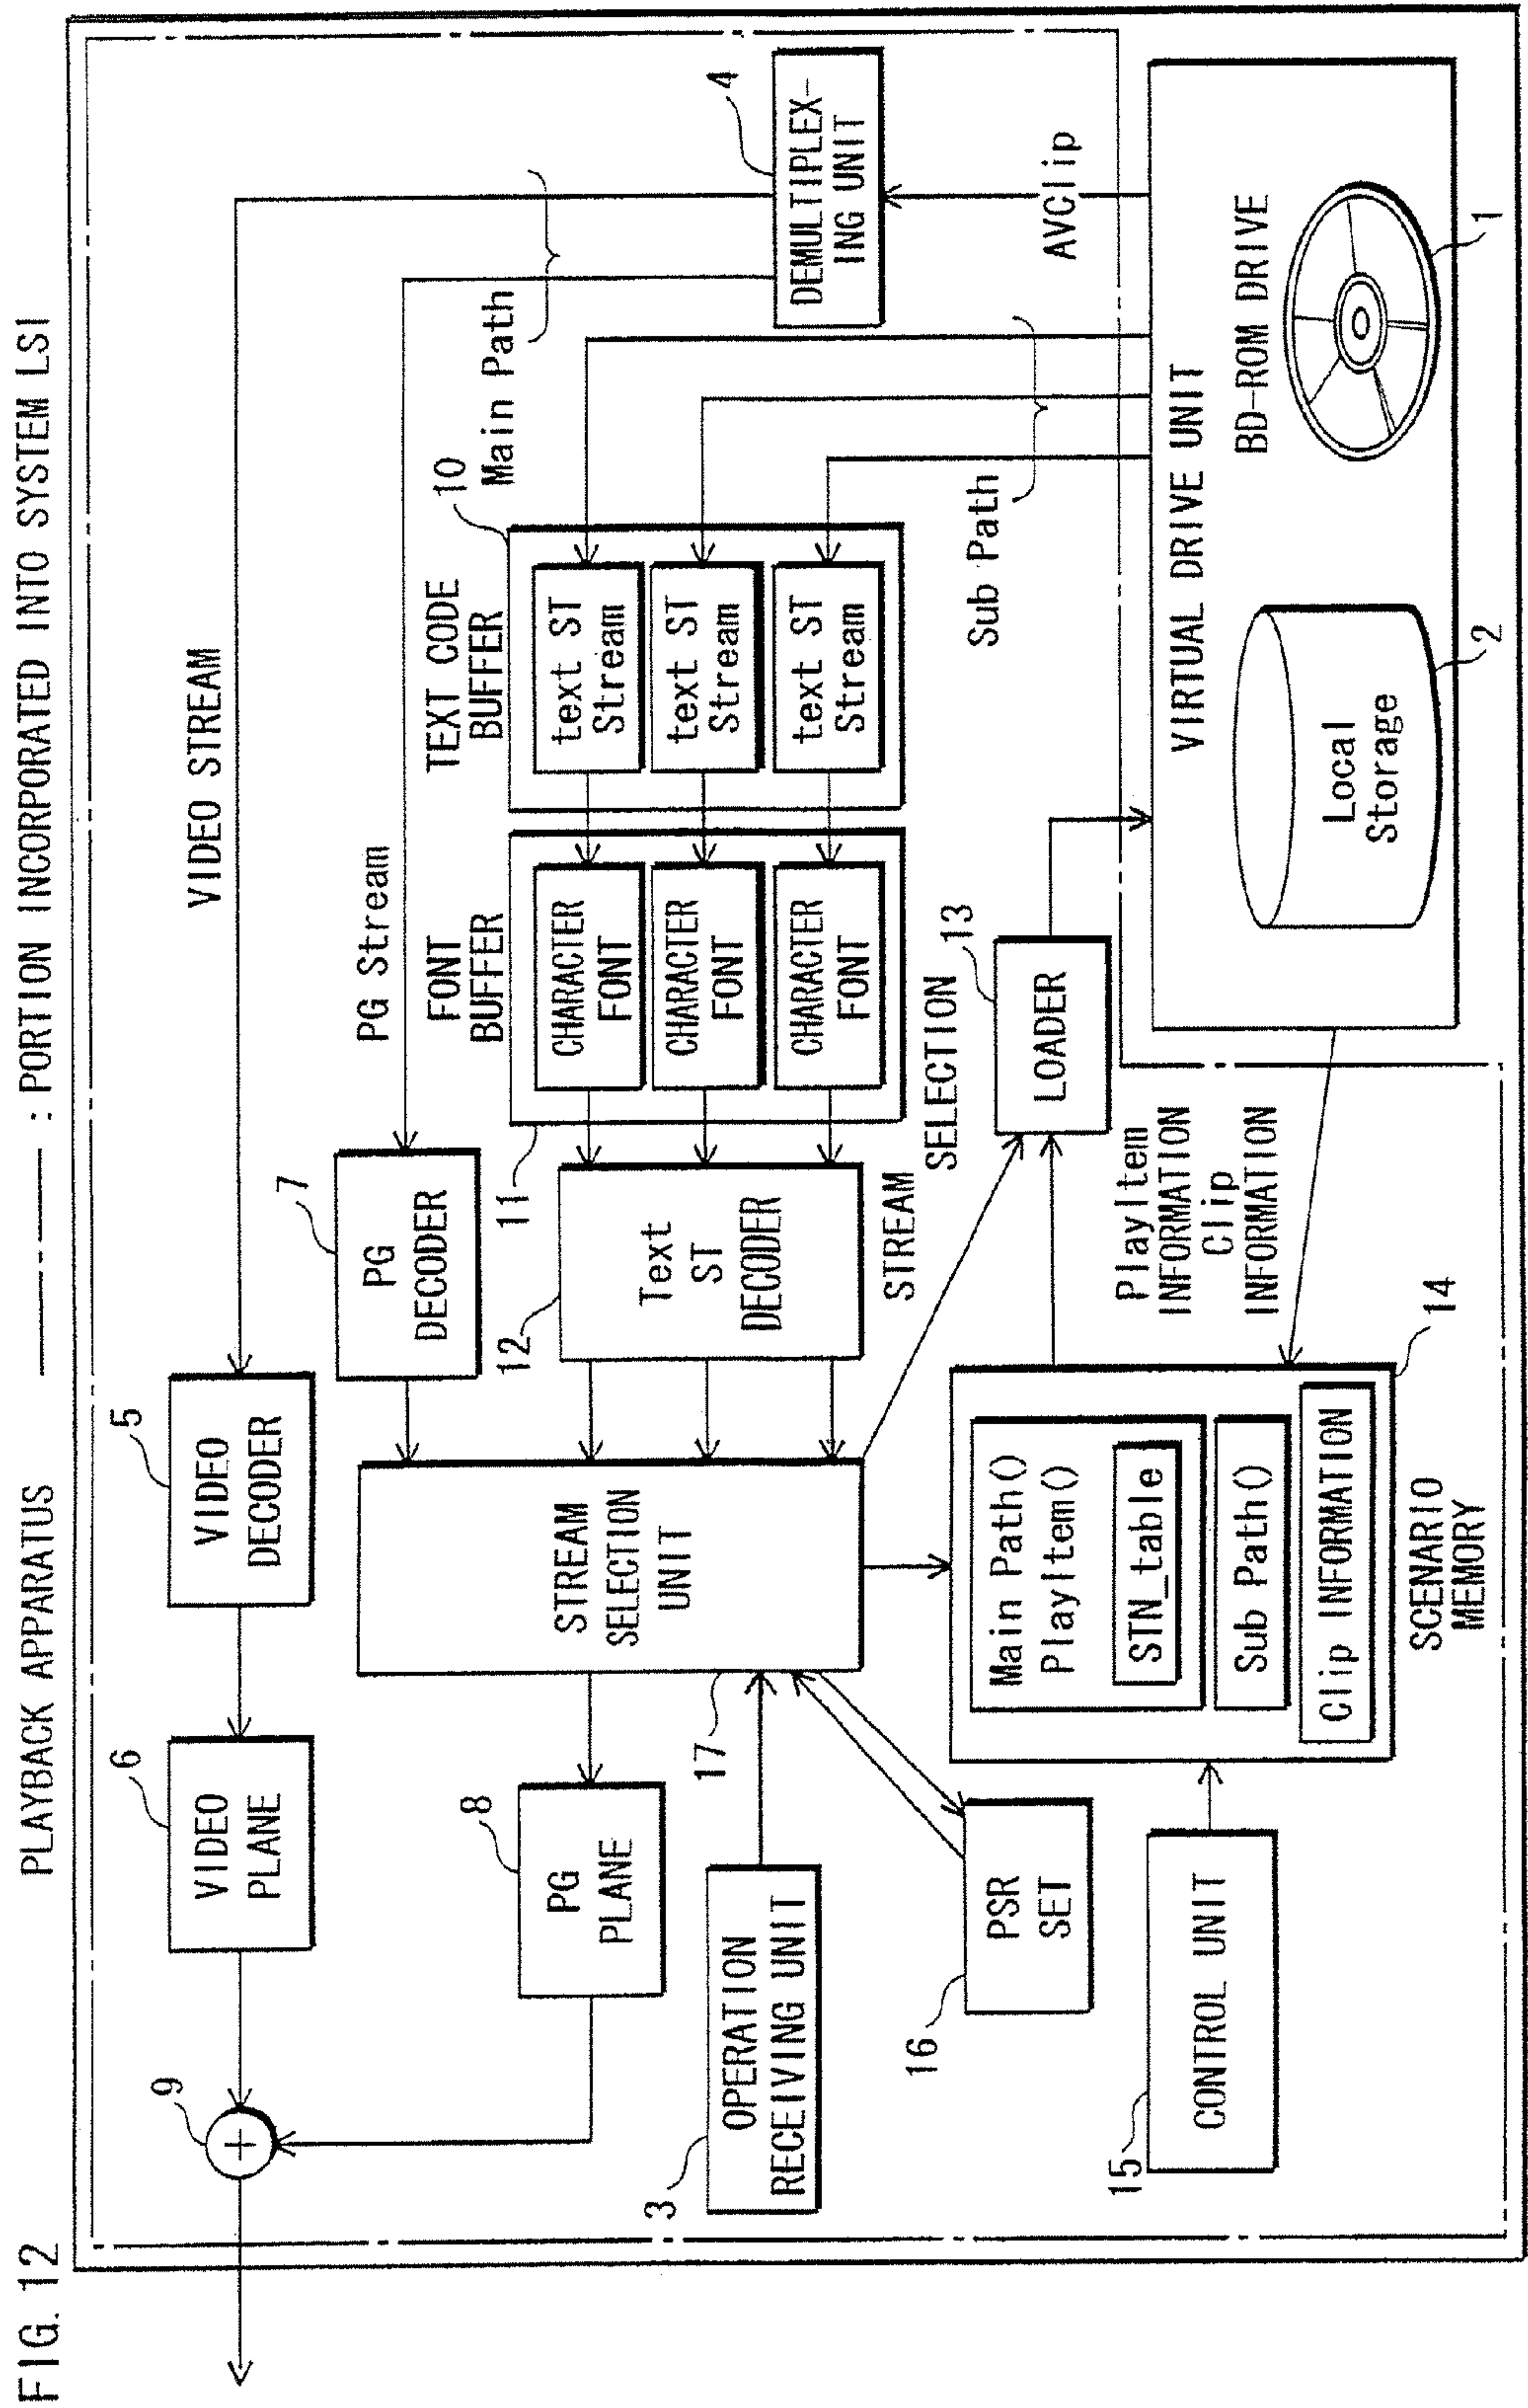 FIG. 12
PLAYBACK APPARATUS
: PORTION INCORPORATED INTO SYSTEM LSI
9
6
VIDEO
PLANE
5
VIDEO
DECODER
VIDEO STREAM
7
PG
DECODER
PG Stream
Main Path
4
DEMULTIPLEX-
ING UNIT
AVClip
8
PG
PLANE
17
STREAM
SELECTION
UNIT
12
Text
ST
DECODER
11
FONT
BUFFER
CHARACTER
FONT
CHARACTER
FONT
CHARACTER
FONT
10
TEXT CODE
BUFFER
text ST
Stream
text ST
Stream
text ST
Stream
Sub Path
3
OPERATION
RECEIVING UNIT
16
PSR
SET
15
CONTROL UNIT
STREAM
SELECTION
13
LOADER
Main Path()
PlayItem()
STN_table
Sub Path()
Clip INFORMATION
14
SCENARIO
MEMORY
PlayItem
INFORMATION
Clip
INFORMATION
VIRTUAL DRIVE UNIT
Local
Storage
2
BD-ROM DRIVE
1